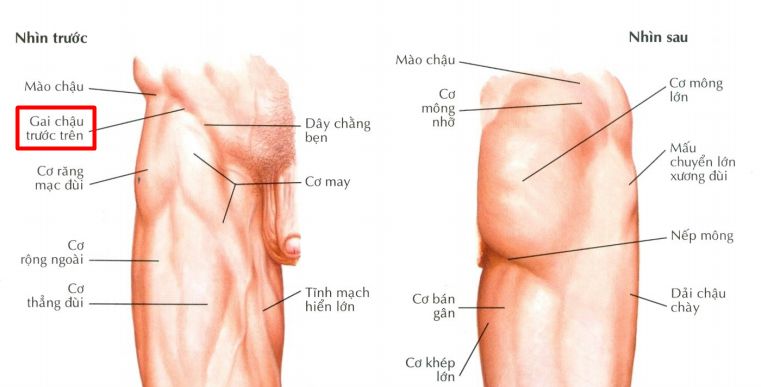 Nhìn trước
Mào chậu
Gai chậu
trước trên
Cơ răng
mạc đùi
Cơ
rộng ngoài
Cơ
thẳng đùi
Dây chằng
bẹn
Cơ may
Tĩnh mạch
hiển lớn
Nhìn sau
Mào chậu
Cơ
mông
nhỡ
Cơ bán
gân
Cơ khép
lớn
Cơ mông
lớn
Mấu
chuyển lớn
xương đùi
Nếp mông
Dải chậu
chày